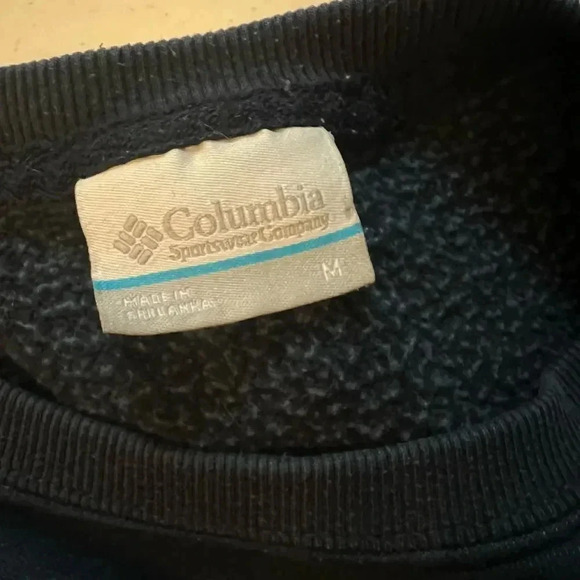 Columbia
Sportswear Company
M
MADE IN
SRI LANKA